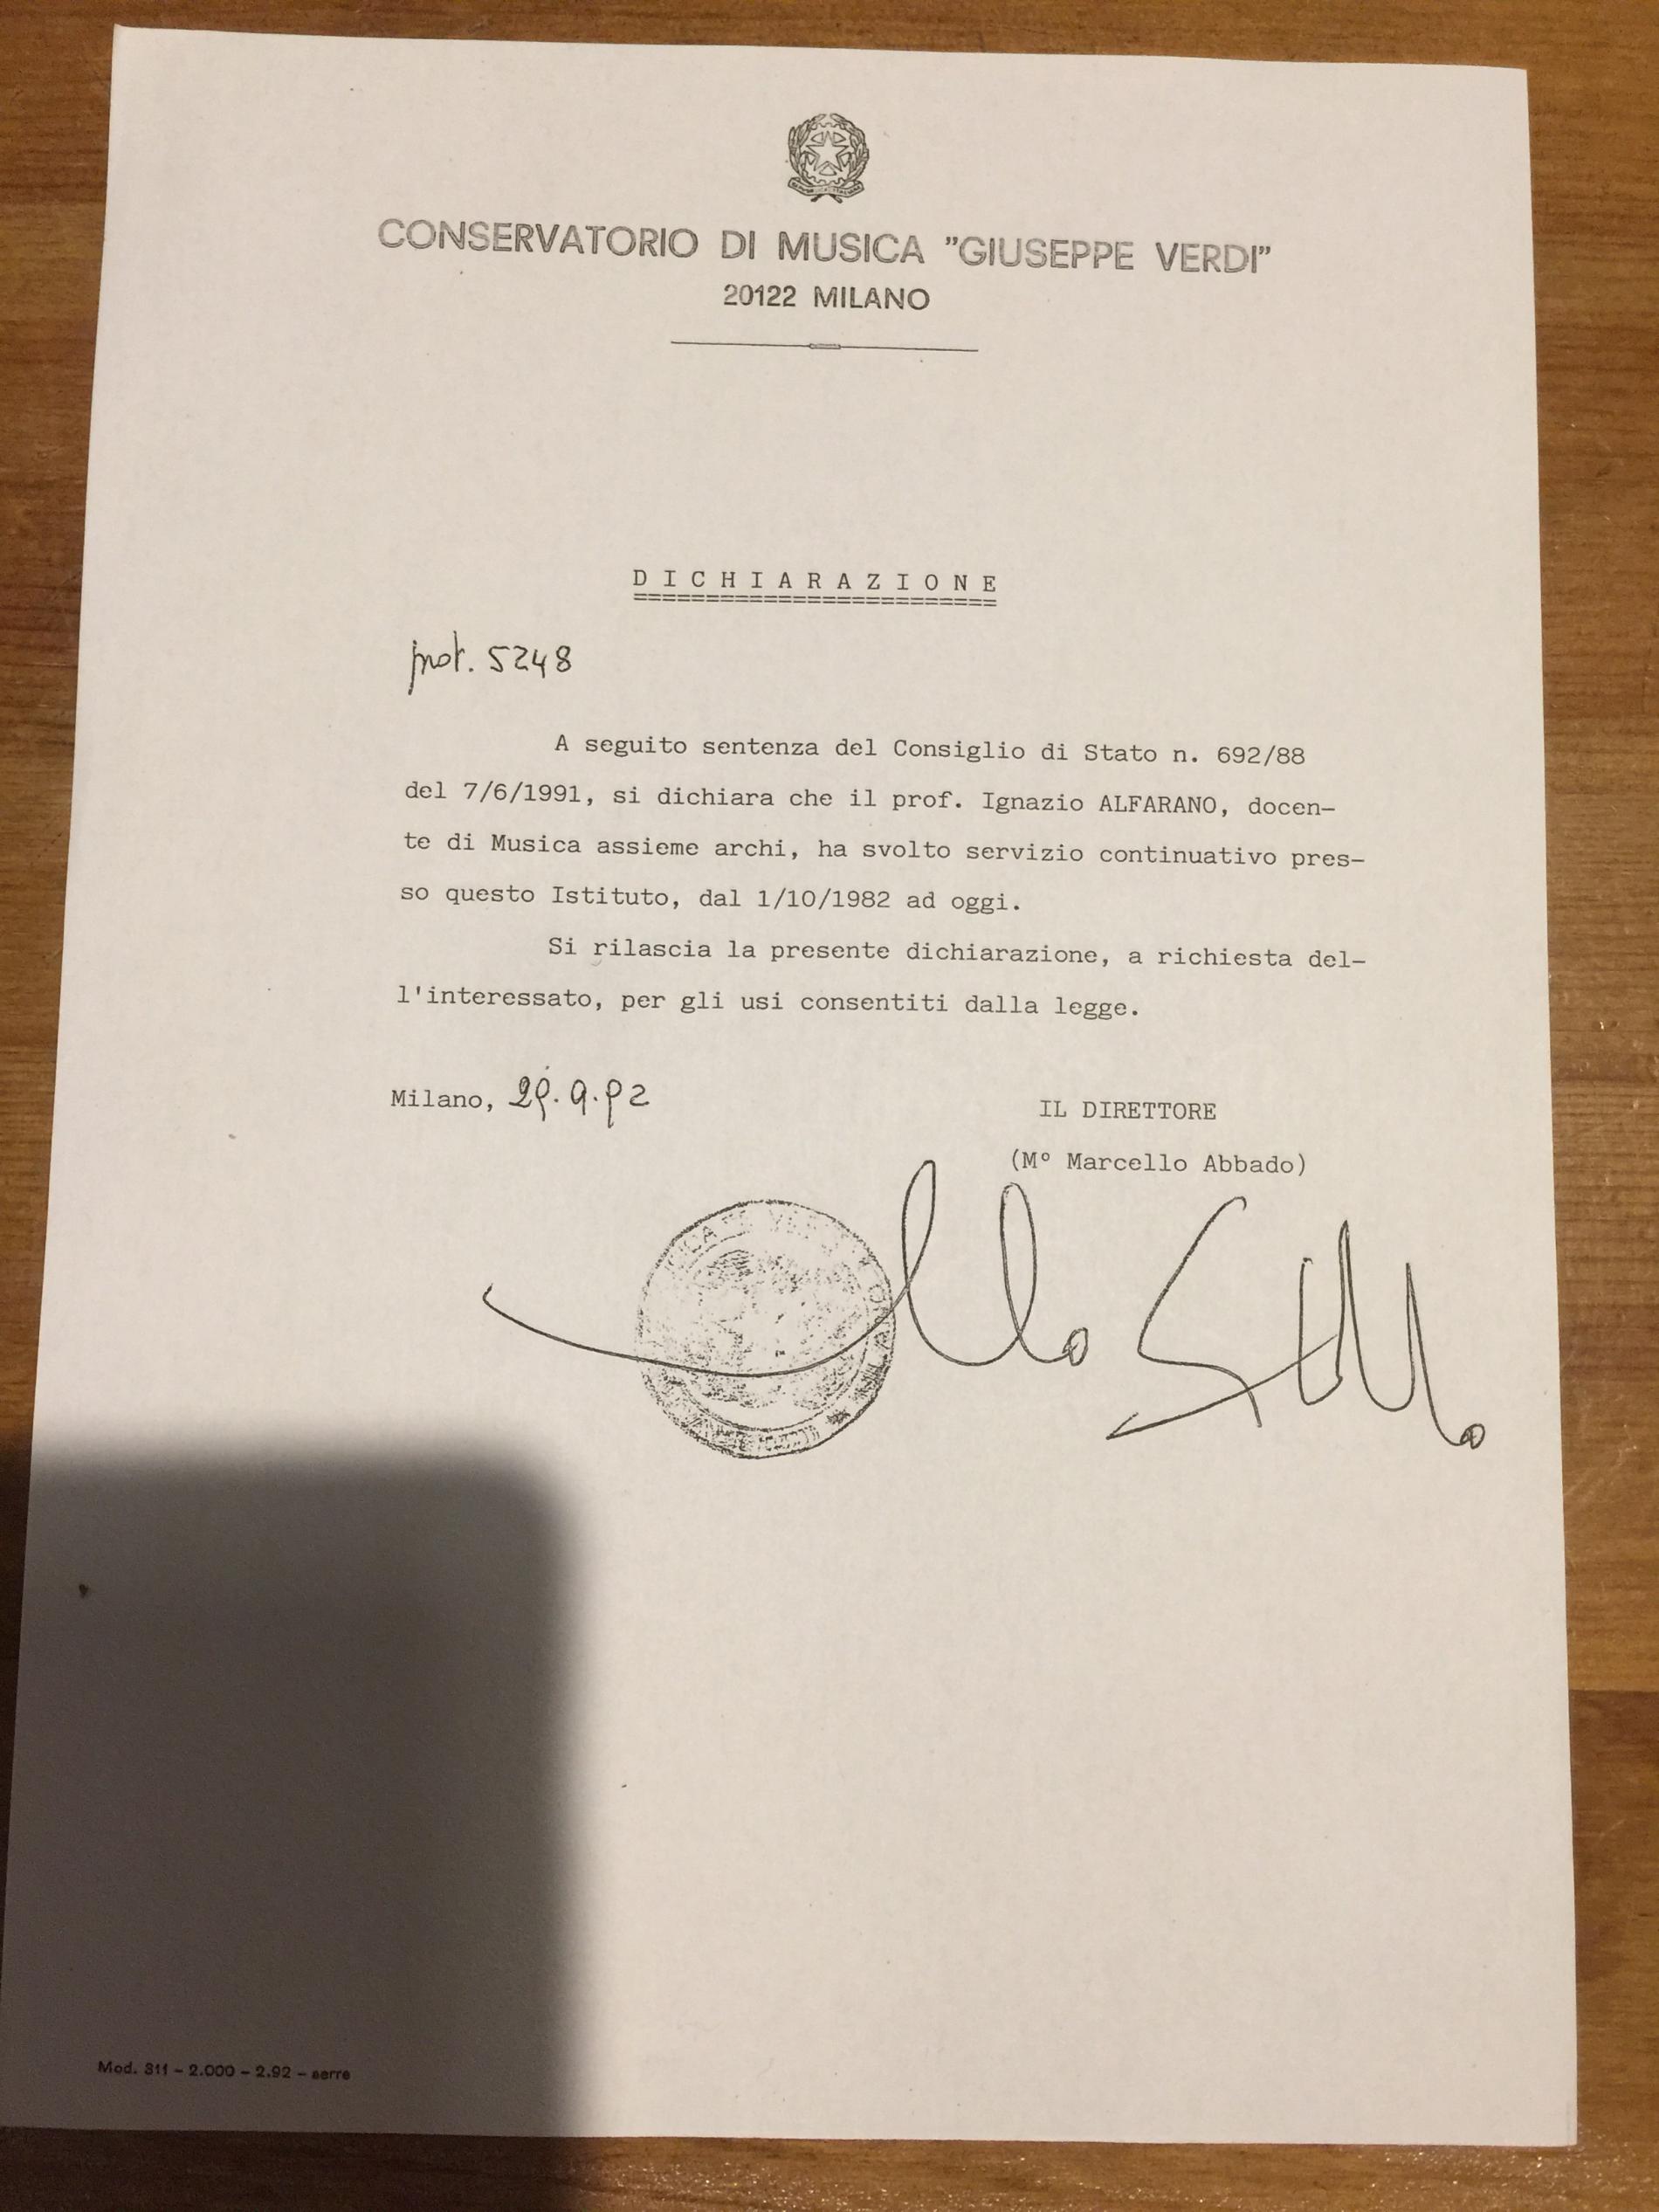 CONSERVATORIO DI MUSICA "GIUSEPPE VERDI"
20122 MILANO
DICHIARAZIONE
prot. 5248
A seguito sentenza del Consiglio di Stato n. 692/88
del 7/6/1991, si dichiara che il prof. Ignazio ALFARANO, docen-
te di Musica assieme archi, ha svolto servizio continuativo pres-
so questo Istituto, dal 1/10/1982 ad oggi.
Si rilascia la presente dichiarazione, a richiesta del-
l'interessato, per gli usi consentiti dalla legge.
Milano, 29.9.92
IL DIRETTORE
(M° Marcello Abbado)
Mod. 311 - 2.000 - 2.92 - serre